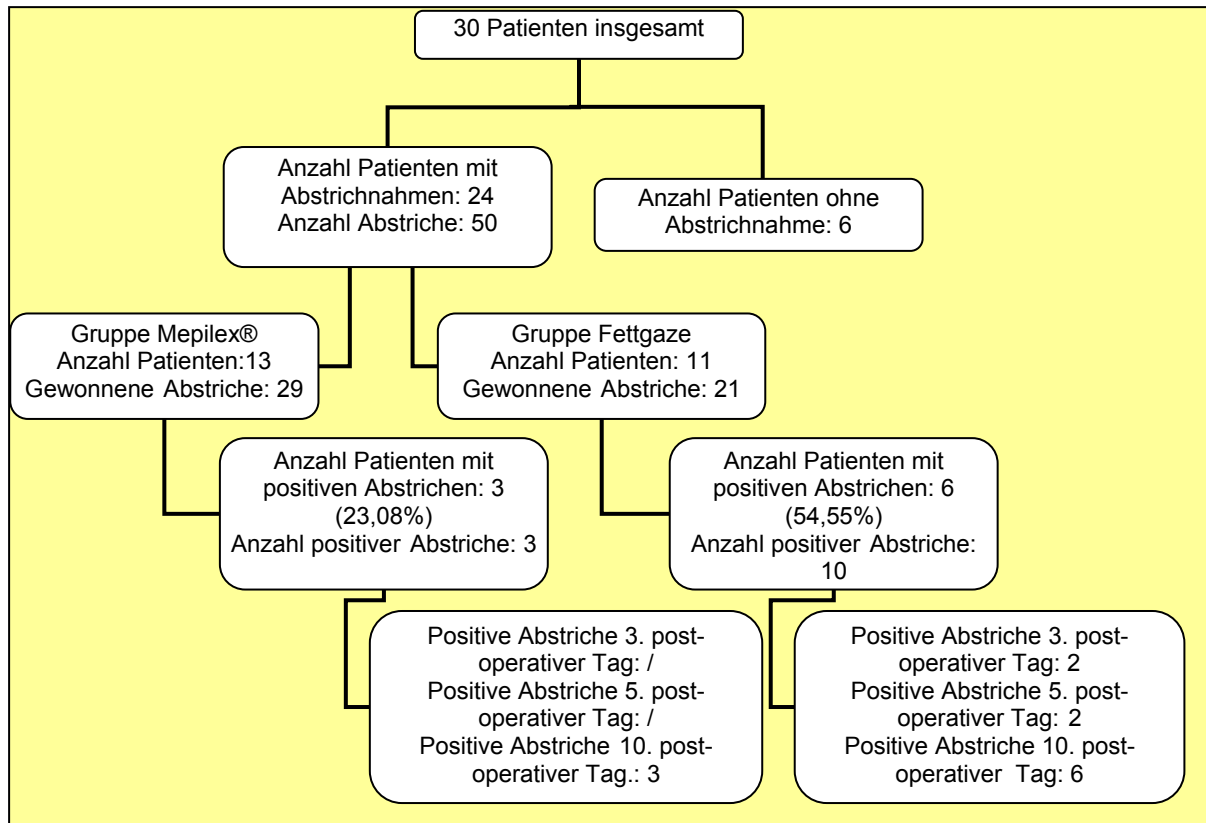 30 Patienten insgesamt
Anzahl Patienten mit
Abstrichnahmen: 24
Anzahl Abstriche: 50
Anzahl Patienten ohne
Abstrichnahme: 6
Gruppe Mepilex®
Anzahl Patienten:13
Gewonnene Abstriche: 29
Gruppe Fettgaze
Anzahl Patienten: 11
Gewonnene Abstriche: 21
Anzahl Patienten mit
positiven Abstrichen: 3
(23,08%)
Anzahl positiver Abstriche: 3
Anzahl Patienten mit
positiven Abstrichen: 6
(54,55%)
Anzahl positiver Abstriche:
10
Positive Abstriche 3. post-
operativer Tag: /
Positive Abstriche 5. post-
operativer Tag: /
Positive Abstriche 10. post-
operativer Tag.: 3
Positive Abstriche 3. post-
operativer Tag: 2
Positive Abstriche 5. post-
operativer Tag: 2
Positive Abstriche 10. post-
operativer Tag: 6